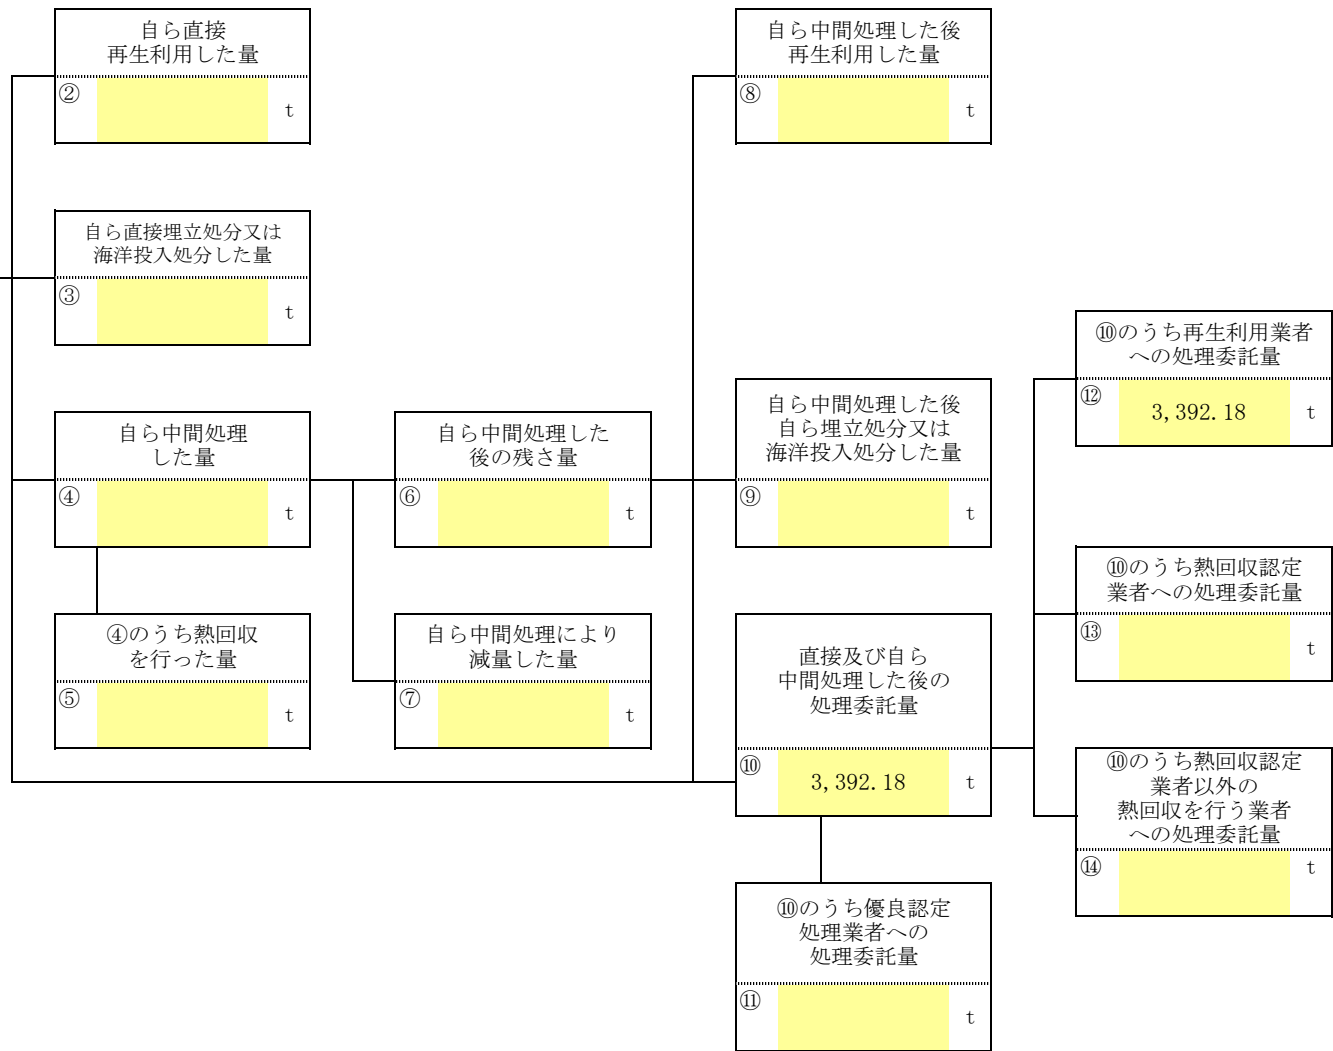 自ら直接
再生利用した量
② t
自ら中間処理した後
再生利用した量
⑧ t
自ら直接埋立処分又は
海洋投入処分した量
③ t
⑩のうち再生利用業者
への処理委託量
⑫ 3,392.18 t
自ら中間処理
した量
④ t
自ら中間処理した
後の残さ量
⑥ t
自ら中間処理した後
自ら埋立処分又は
海洋投入処分した量
⑨ t
⑩のうち熱回収認定
業者への処理委託量
⑬ t
④のうち熱回収
を行った量
⑤ t
自ら中間処理により
減量した量
⑦ t
直接及び自ら
中間処理した後の
処理委託量
⑩ 3,392.18 t
⑩のうち熱回収認定
業者以外の
熱回収を行う業者
への処理委託量
⑭ t
⑩のうち優良認定
処理業者への
処理委託量
⑪ t